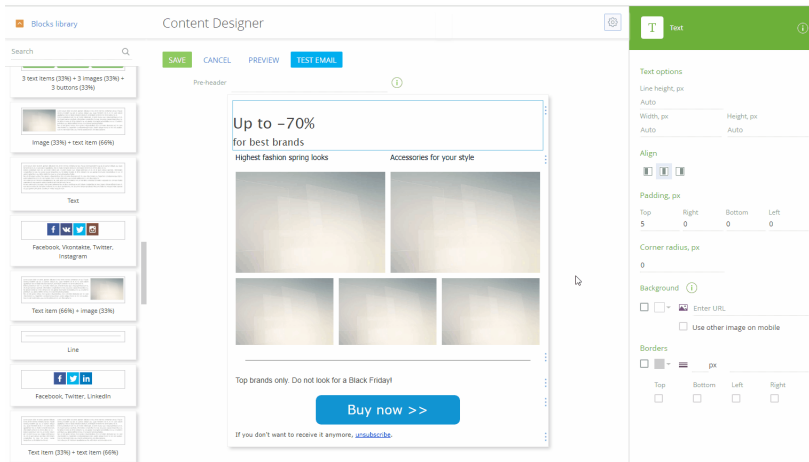 Blocks library
Content Designer
Text
Search
SAVE CANCEL PREVIEW TEST EMAIL
Pre-header
3 text items (33%) + 3 images (33%) +
3 buttons (33%)
Image (33%) + text item (66%)
Text
Facebook, Vkontakte, Twitter,
Instagram
Text item (66%) + image (33%)
Line
Facebook, Twitter, LinkedIn
Text item (33%) + text item (66%)
Up to –70%
for best brands
Highest fashion spring looks
Accessories for your style
Top brands only. Do not look for a Black Friday!
Buy now >>
If you don't want to receive it anymore, unsubscribe.
Text options
Line height, px
Auto
Width, px Height, px
Auto Auto
Align
Padding, px
Top Right Bottom Left
5 0 0 0
Corner radius, px
0
Background
Enter URL
Use other image on mobile
Borders
px
Top Bottom Left Right